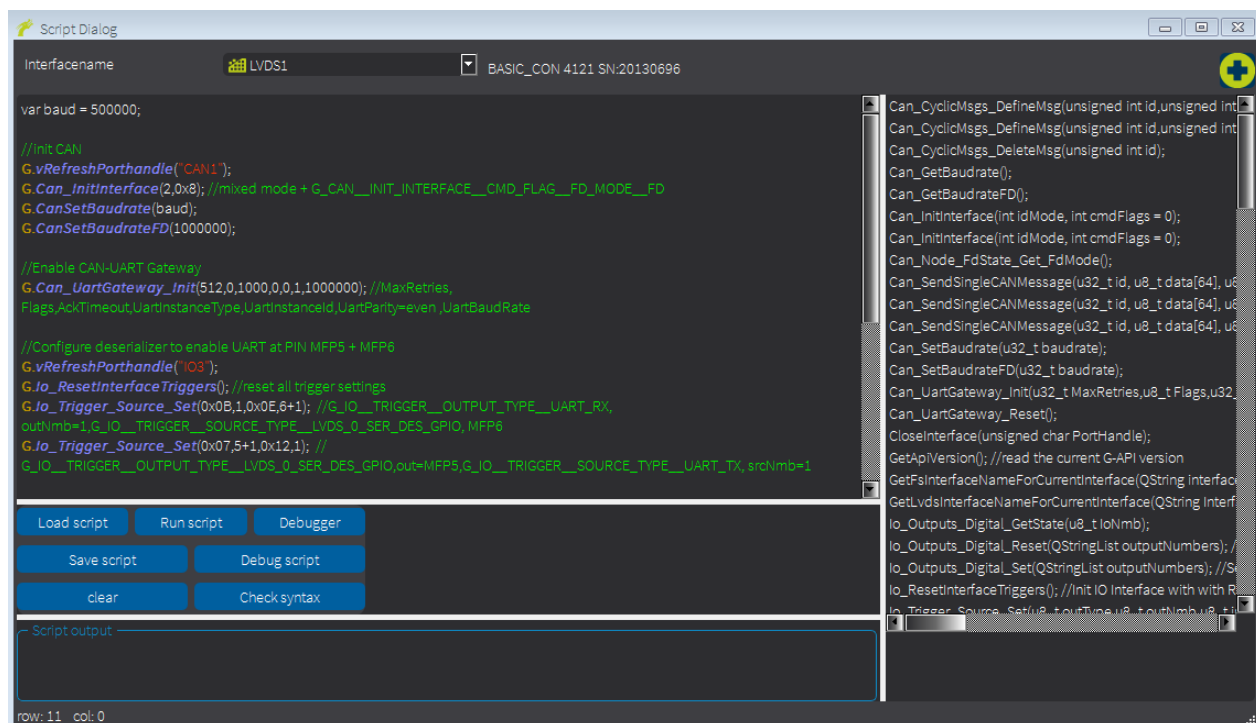 Script Dialog
Interfacename
LVDS1
BASIC_CON 4121 SN:20130696
var baud = 500000;
//init CAN
G.vRefreshPorthandle("CAN1");
G.Can_InitInterface(2,0x8); //mixed mode + G_CAN__INIT_INTERFACE__CMD_FLAG__FD_MODE__FD
G.CanSetBaudrate(baud);
G.CanSetBaudrateFD(1000000);
//Enable CAN-UART Gateway
G.Can_UartGateway_Init(512,0,1000,0,0,1,1000000); //MaxRetries,
Flags,AckTimeout,UartInstanceType,UartInstanceId,UartParity=even ,UartBaudRate
//Configure deserializer to enable UART at PIN MFP5 + MFP6
G.vRefreshPorthandle("IO3");
G.Io_ResetInterfaceTriggers(); //reset all trigger settings
G.Io_Trigger_Source_Set(0x0B,1,0x0E,6+1); //G_IO__TRIGGER__OUTPUT_TYPE__UART_RX,
outNmb=1,G_IO__TRIGGER__SOURCE_TYPE__LVDS_0_SER_DES_GPIO, MFP6
G.Io_Trigger_Source_Set(0x07,5+1,0x12,1); //
G_IO__TRIGGER__OUTPUT_TYPE__LVDS_0_SER_DES_GPIO,out=MFP5,G_IO__TRIGGER__SOURCE_TYPE__UART_TX, srcNmb=1
Can_CyclicMsgs_DefineMsg(unsigned int id,unsigned int
Can_CyclicMsgs_DefineMsg(unsigned int id,unsigned int
Can_CyclicMsgs_DeleteMsg(unsigned int id);
Can_GetBaudrate();
Can_GetBaudrateFD();
Can_InitInterface(int idMode, int cmdFlags = 0);
Can_InitInterface(int idMode, int cmdFlags = 0);
Can_Node_FdState_Get_FdMode();
Can_SendSingleCANMessage(u32_t id, u8_t data[64], u8
Can_SendSingleCANMessage(u32_t id, u8_t data[64], u8
Can_SendSingleCANMessage(u32_t id, u8_t data[64], u8
Can_SetBaudrate(u32_t baudrate);
Can_SetBaudrateFD(u32_t baudrate);
Can_UartGateway_Init(u32_t MaxRetries,u8_t Flags,u32_
Can_UartGateway_Reset();
CloseInterface(unsigned char PortHandle);
GetApiVersion(); //read the current G-API version
GetFsInterfaceNameForCurrentInterface(QString interfac
GetLvdsInterfaceNameForCurrentInterface(QString Interf
Io_Outputs_Digital_GetState(u8_t IoNmb);
Io_Outputs_Digital_Reset(QStringList outputNumbers); /
Io_Outputs_Digital_Set(QStringList outputNumbers); //Se
Io_ResetInterfaceTriggers(); //Init IO Interface with with R
Io_Trigger_Source_Set(u8_t outType,u8_t outNmb,u8_t i
Load script
Run script
Debugger
Save script
Debug script
clear
Check syntax
Script output
row: 11 col: 0